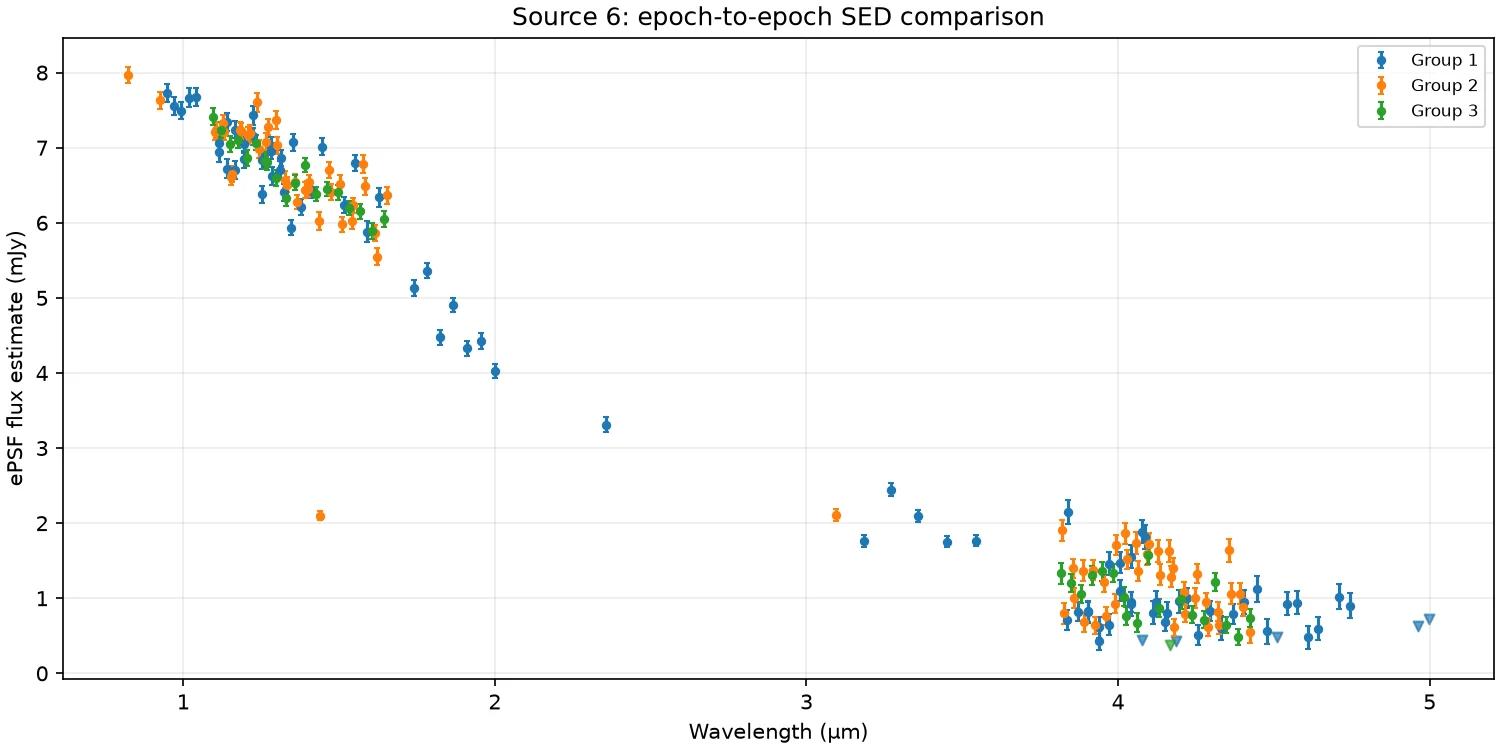 Source 6: epoch-to-epoch SED comparison
ePSF flux estimate (mJy)
8
7
6
5
4
3
2
1
0
Group 1
Group 2
Group 3
1 2 3 4 5
Wavelength (μm)